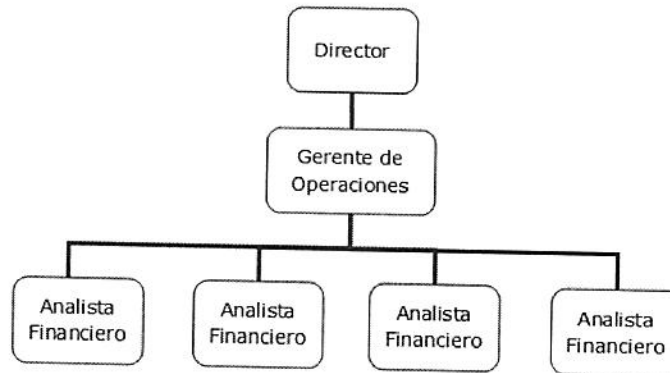 Director
Gerente de
Operaciones
Analista
Financiero
Analista
Financiero
Analista
Financiero
Analista
Financiero